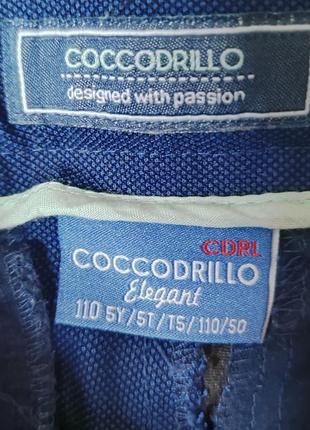 COCCODRILLO
designed with passion
CDRL
COCCODRILLO
Elegant
110 5Y/5T/T5/110/50